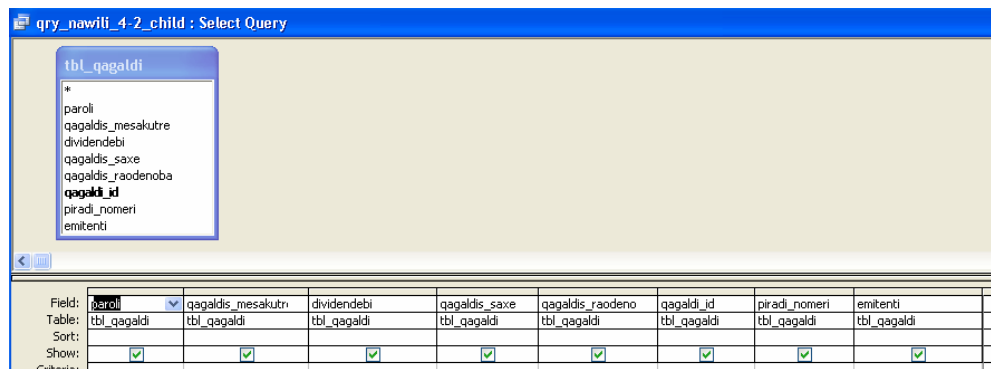 qry_nawili_4-2_child : Select Query
tbl_qagaldi
*
paroli
qagaldis_mesakutre
dividendebi
qagaldis_saxe
qagaldis_raodenoba
qagaldi_id
piradi_nomeri
emitenti
Field: paroli qagaldis_mesakutr dividendebi qagaldis_saxe qagaldis_raodeno qagaldi_id piradi_nomeri emitenti
Table: tbl_qagaldi tbl_qagaldi tbl_qagaldi tbl_qagaldi tbl_qagaldi tbl_qagaldi tbl_qagaldi tbl_qagaldi
Sort:
Show:
Criteria: